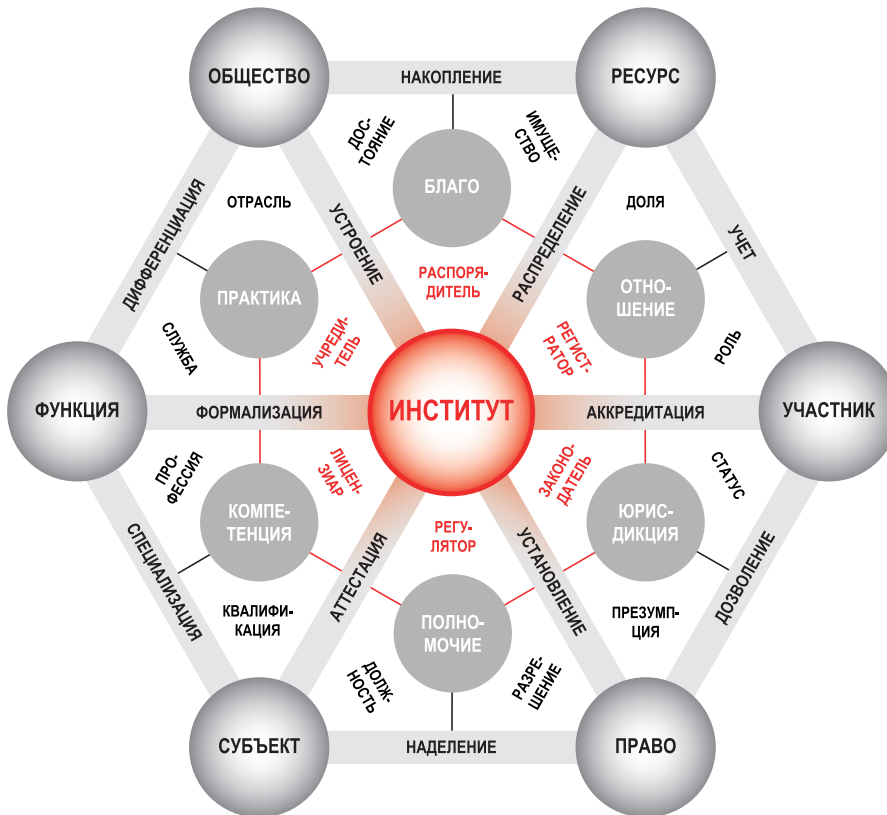 ОБЩЕСТВО
НАКОПЛЕНИЕ
РЕСУРС
ДОС-
ТОЯНИЕ
ИМУЩЕ-
СТВО
БЛАГО
ОТРАСЛЬ
ДОЛЯ
ДИФФЕРЕНЦИАЦИЯ
УСТРОЕНИЕ
РАСПРЕДЕЛЕНИЕ
УЧЕТ
РАСПОРЯ-
ДИТЕЛЬ
ПРАКТИКА
ОТНО-
ШЕНИЕ
СЛУЖБА
УЧРЕДИ-
ТЕЛЬ
РЕГИСТ-
РАТОР
РОЛЬ
ФУНКЦИЯ
ФОРМАЛИЗАЦИЯ
ИНСТИТУТ
АККРЕДИТАЦИЯ
УЧАСТНИК
ПРО-
ФЕССИЯ
ЛИЦЕН-
ЗИАР
ЗАКОНО-
ДАТЕЛЬ
СТАТУС
КОМПЕ-
ТЕНЦИЯ
РЕГУ-
ЛЯТОР
ЮРИС-
ДИКЦИЯ
СПЕЦИАЛИЗАЦИЯ
АТТЕСТАЦИЯ
УСТАНОВЛЕНИЕ
ДОЗВОЛЕНИЕ
КВАЛИФИ-
КАЦИЯ
ПОЛНО-
МОЧИЕ
ПРЕЗУМП-
ЦИЯ
ДОЛЖ-
НОСТЬ
РАЗРЕ-
ШЕНИЕ
СУБЪЕКТ
НАДЕЛЕНИЕ
ПРАВО